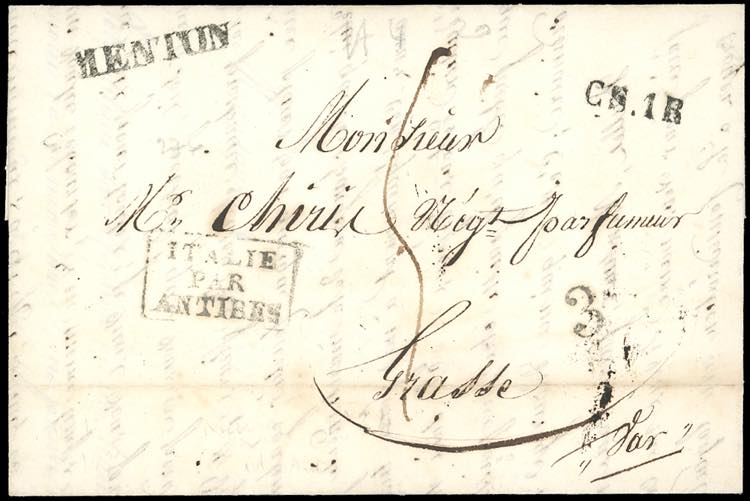 MENTON
CS.1R
Monsieur
Mr Chiris Négt parfumeur
ITALIE
PAR
ANTIBES
3
Grasse
"Var"